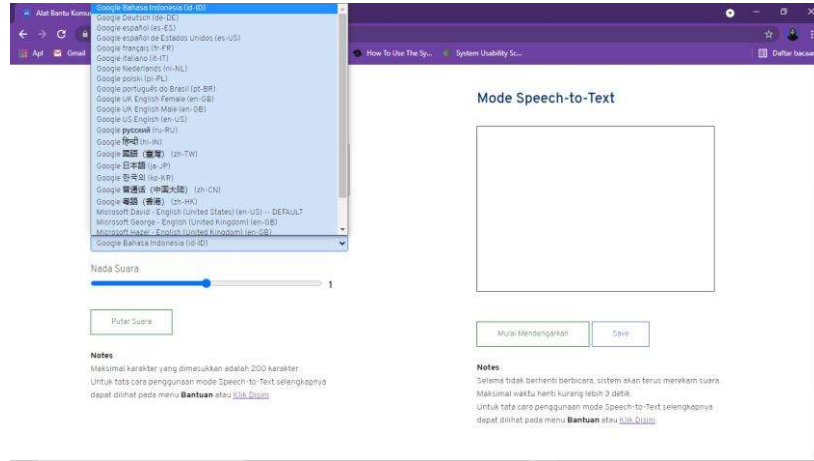 Alat Bantu Komu
Apl
Gmail
How To Use The Sy...
System Usability Sc...
Daftar bacaan
Google Bahasa Indonesia (id-ID)
Google Deutsch (de-DE)
Google español (es-ES)
Google español de Estados Unidos (es-US)
Google français (fr-FR)
Google italiano (it-IT)
Google Nederlands (nl-NL)
Google polski (pl-PL)
Google português do Brasil (pt-BR)
Google UK English Female (en-GB)
Google UK English Male (en-GB)
Google US English (en-US)
Google русский (ru-RU)
Google हिन्दी (hi-IN)
Google 國語（臺灣） (zh-TW)
Google 日本語 (ja-JP)
Google 한국의 (ko-KR)
Google 普通话（中国大陆） (zh-CN)
Google 粤語（香港） (zh-HK)
Microsoft David - English (United States) (en-US) -- DEFAULT
Microsoft George - English (United Kingdom) (en-GB)
Microsoft Hazel - English (United Kingdom) (en-GB)
Google Bahasa Indonesia (id-ID)
Nada Suara
1
Putar Suara
Notes
Maksimal karakter yang dimasukkan adalah 200 karakter
Untuk tata cara penggunaan mode Speech-to-Text selengkapnya
dapat dilihat pada menu Bantuan atau Klik Disini
Mode Speech-to-Text
Mulai Mendengarkan
Save
Notes
Selama tidak berhenti berbicara, sistem akan terus merekam suara.
Maksimal waktu henti kurang lebih 3 detik.
Untuk tata cara penggunaan mode Speech-to-Text selengkapnya
dapat dilihat pada menu Bantuan atau Klik Disini